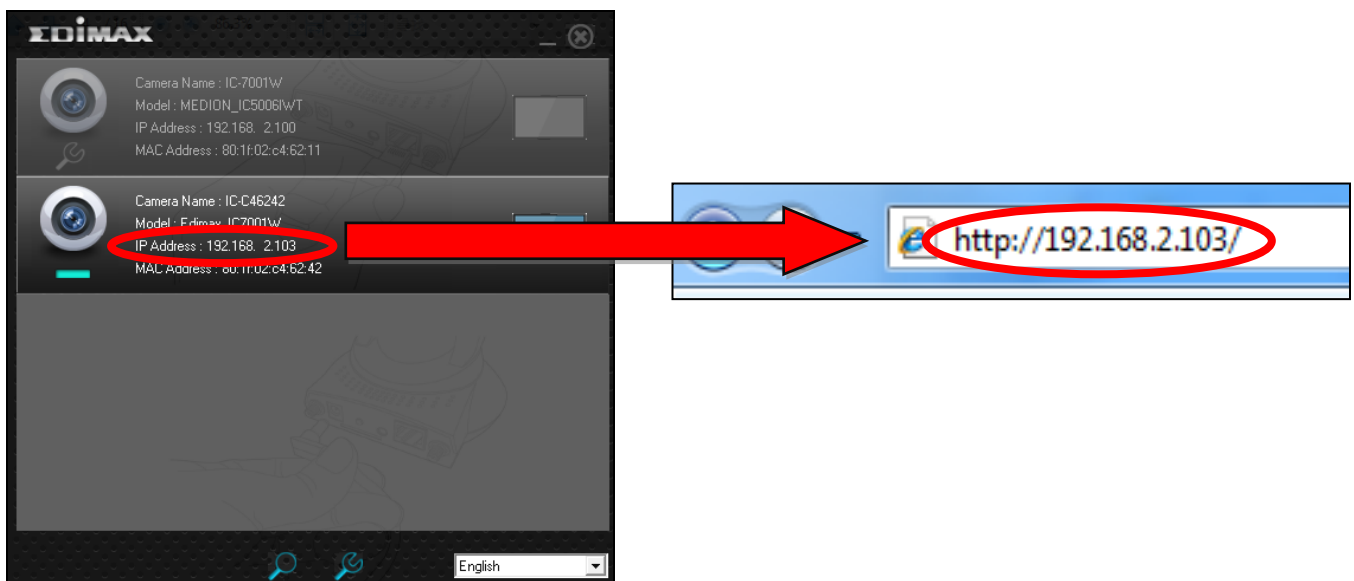 EDIMAX
Camera Name : IC-7001W
Model : MEDION_IC5006IWT
IP Address : 192.168. 2.100
MAC Address : 80:1f:02:c4:62:11
Camera Name : IC-C46242
Model : Edimax_IC7001W
IP Address : 192.168. 2.103
MAC Address : 80:1f:02:c4:62:42
http://192.168.2.103/
English